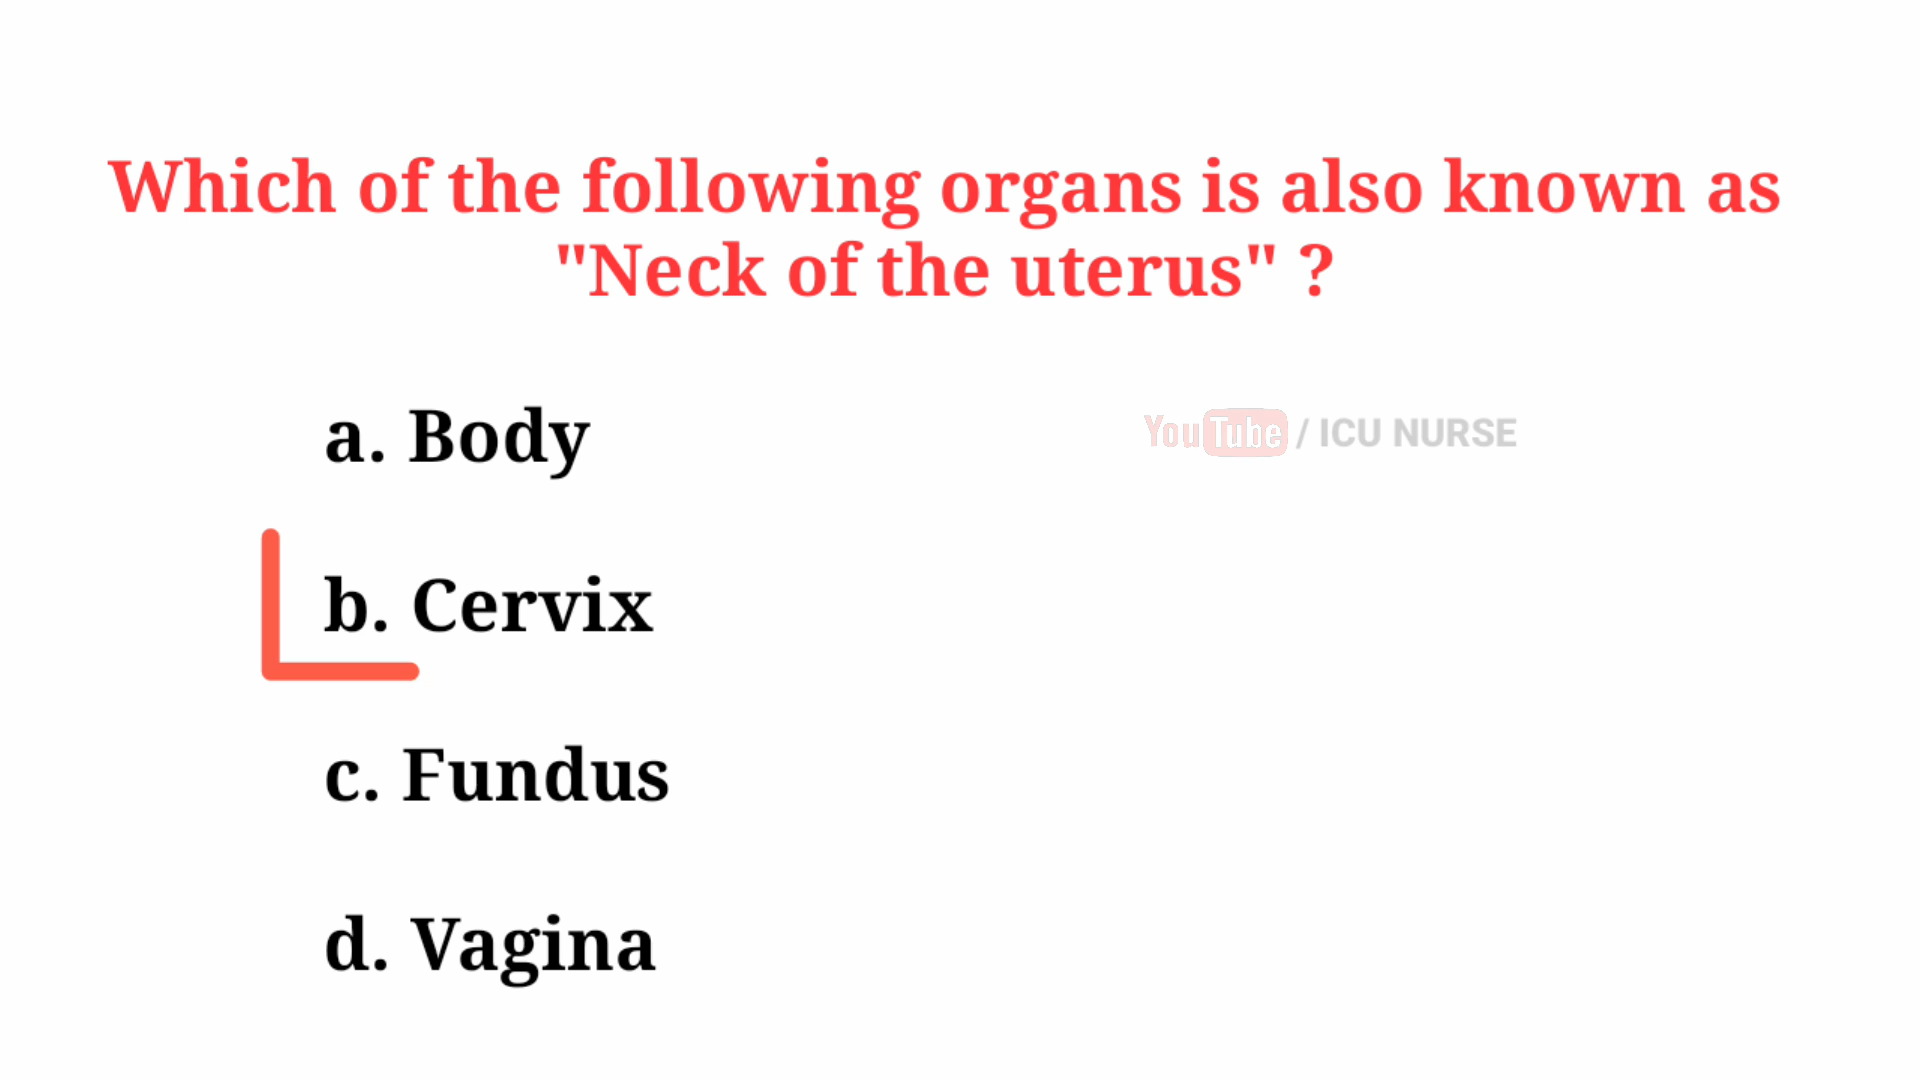 Which of the following organs is also known as
"Neck of the uterus" ?
a. Body
YouTube / ICU NURSE
b. Cervix
c. Fundus
d. Vagina